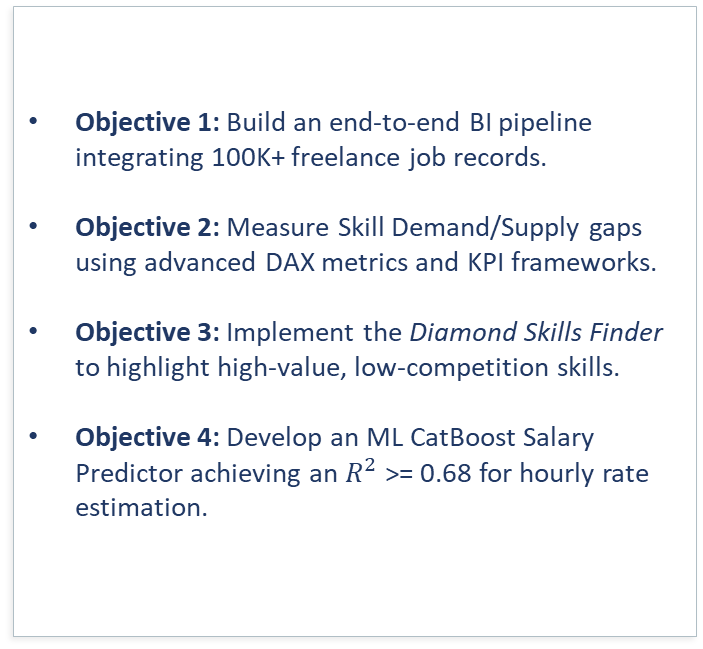 • Objective 1: Build an end-to-end BI pipeline
integrating 100K+ freelance job records.
• Objective 2: Measure Skill Demand/Supply gaps
using advanced DAX metrics and KPI frameworks.
• Objective 3: Implement the Diamond Skills Finder
to highlight high-value, low-competition skills.
• Objective 4: Develop an ML CatBoost Salary
Predictor achieving an R² >= 0.68 for hourly rate
estimation.